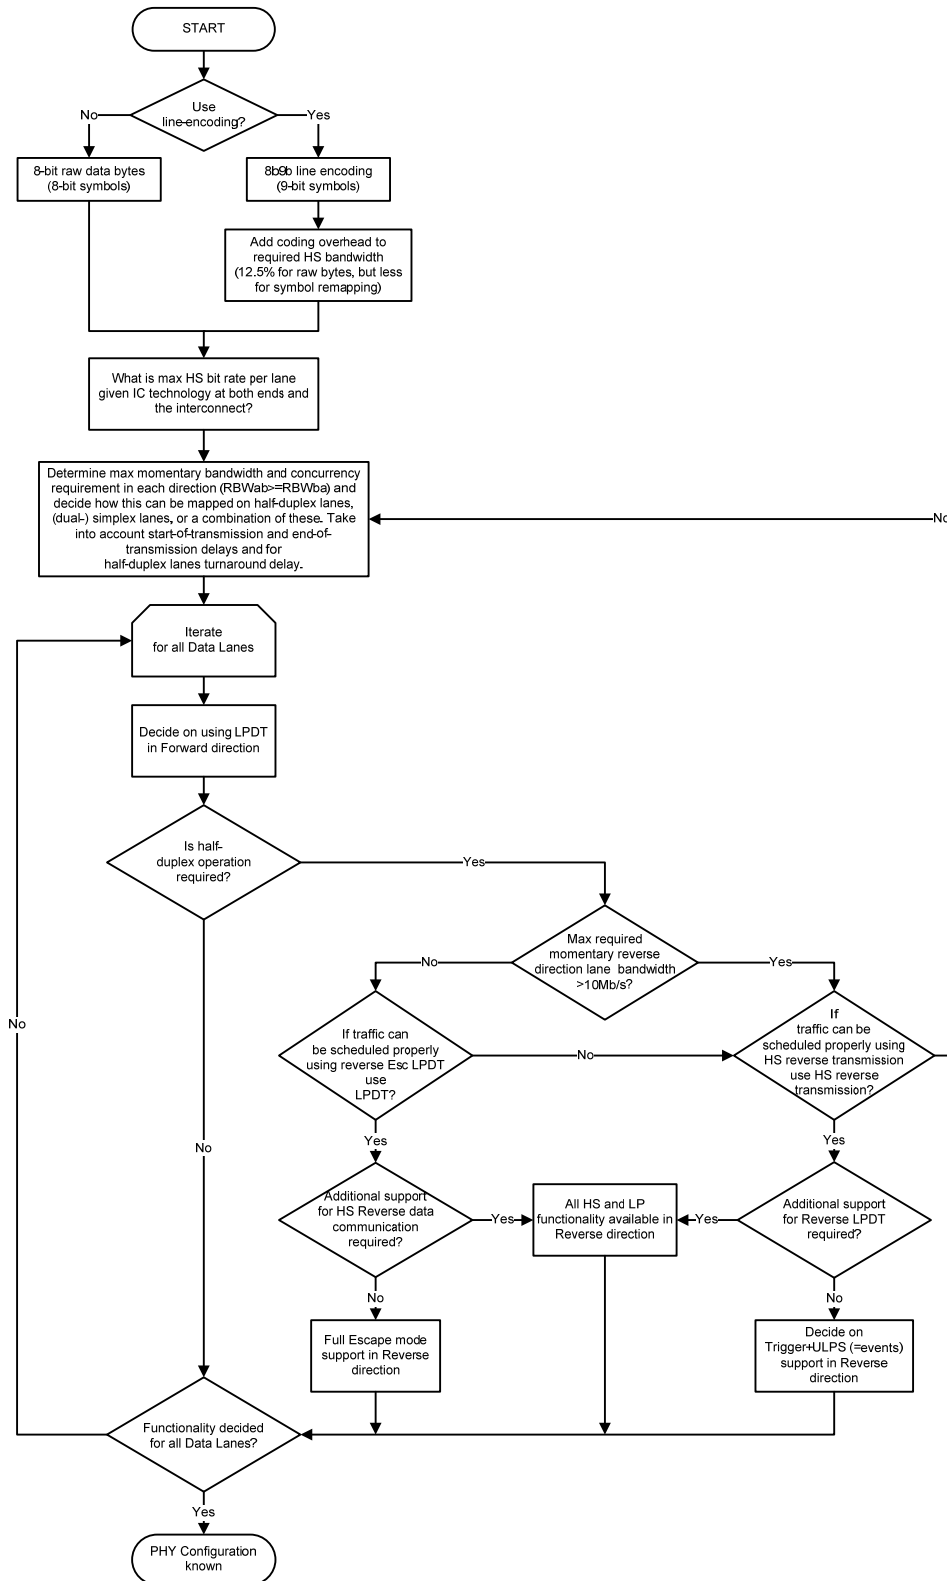 START
Use
line-encoding?
No
Yes
8-bit raw data bytes
(8-bit symbols)
8b9b line encoding
(9-bit symbols)
Add coding overhead to
required HS bandwidth
(12.5% for raw bytes, but less
for symbol remapping)
What is max HS bit rate per lane
given IC technology at both ends and
the interconnect?
Determine max momentary bandwidth and concurrency
requirement in each direction (RBWab>=RBWba) and
decide how this can be mapped on half-duplex lanes,
(dual-) simplex lanes, or a combination of these. Take
into account start-of-transmission and end-of-
transmission delays and for
half-duplex lanes turnaround delay.
No
Iterate
for all Data Lanes
Decide on using LPDT
in Forward direction
Is half-
duplex operation
required?
Yes
Max required
momentary reverse
direction lane bandwidth
>10Mb/s?
No
Yes
If traffic can
be scheduled properly
using reverse Esc LPDT
use
LPDT?
No
If
traffic can be
scheduled properly using
HS reverse transmission
use HS reverse
transmission?
No
No
Yes
Yes
Additional support
for HS Reverse data
communication
required?
Yes
All HS and LP
functionality available in
Reverse direction
Yes
Additional support
for Reverse LPDT
required?
No
No
Full Escape mode
support in Reverse
direction
Decide on
Trigger+ULPS (=events)
support in Reverse
direction
Functionality decided
for all Data Lanes?
Yes
PHY Configuration
known